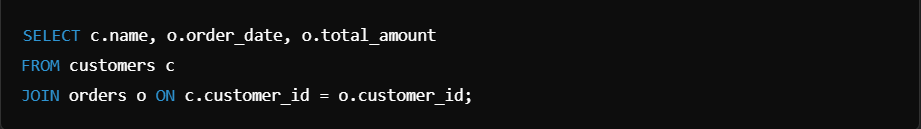 SELECT c.name, o.order_date, o.total_amount
FROM customers c
JOIN orders o ON c.customer_id = o.customer_id;